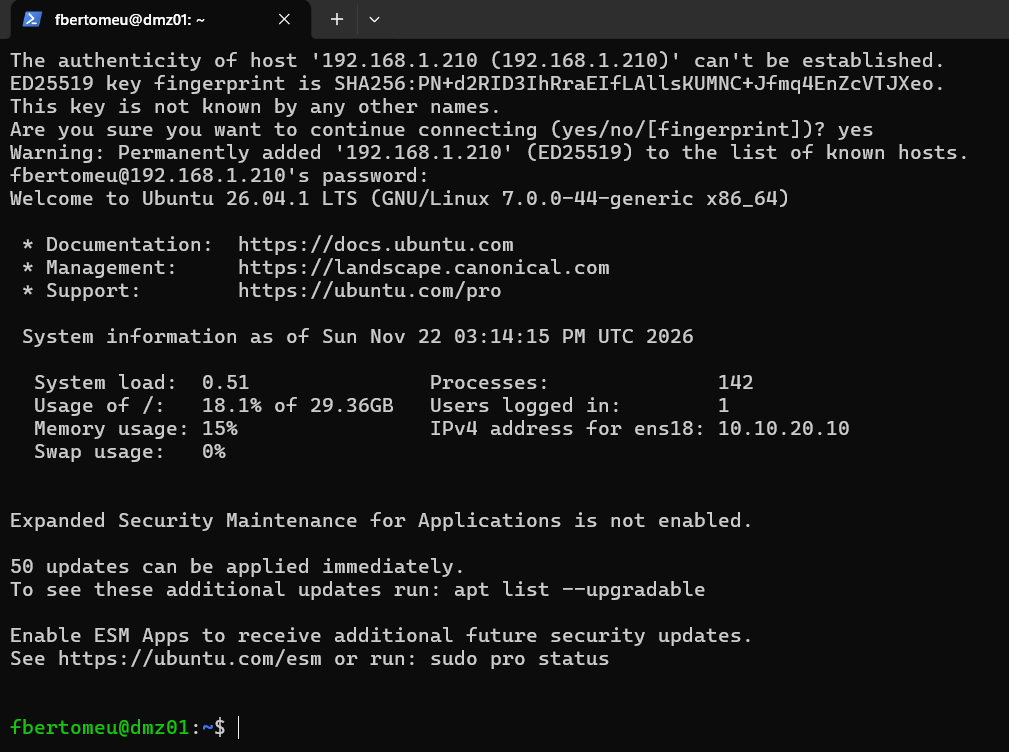 fbertomeu@dmz01: ~
The authenticity of host '192.168.1.210 (192.168.1.210)' can't be established.
ED25519 key fingerprint is SHA256:PN+d2RID3IhRraEIfLAllsKUMNC+Jfmq4EnZcVTJXeo.
This key is not known by any other names.
Are you sure you want to continue connecting (yes/no/[fingerprint])? yes
Warning: Permanently added '192.168.1.210' (ED25519) to the list of known hosts.
fbertomeu@192.168.1.210's password:
Welcome to Ubuntu 26.04.1 LTS (GNU/Linux 7.0.0-44-generic x86_64)

 * Documentation:  https://docs.ubuntu.com
 * Management:     https://landscape.canonical.com
 * Support:        https://ubuntu.com/pro

 System information as of Sun Nov 22 03:14:15 PM UTC 2026

  System load:  0.51               Processes:              142
  Usage of /:   18.1% of 29.36GB   Users logged in:        1
  Memory usage: 15%                IPv4 address for ens18: 10.10.20.10
  Swap usage:   0%

Expanded Security Maintenance for Applications is not enabled.

50 updates can be applied immediately.
To see these additional updates run: apt list --upgradable

Enable ESM Apps to receive additional future security updates.
See https://ubuntu.com/esm or run: sudo pro status

fbertomeu@dmz01:~$